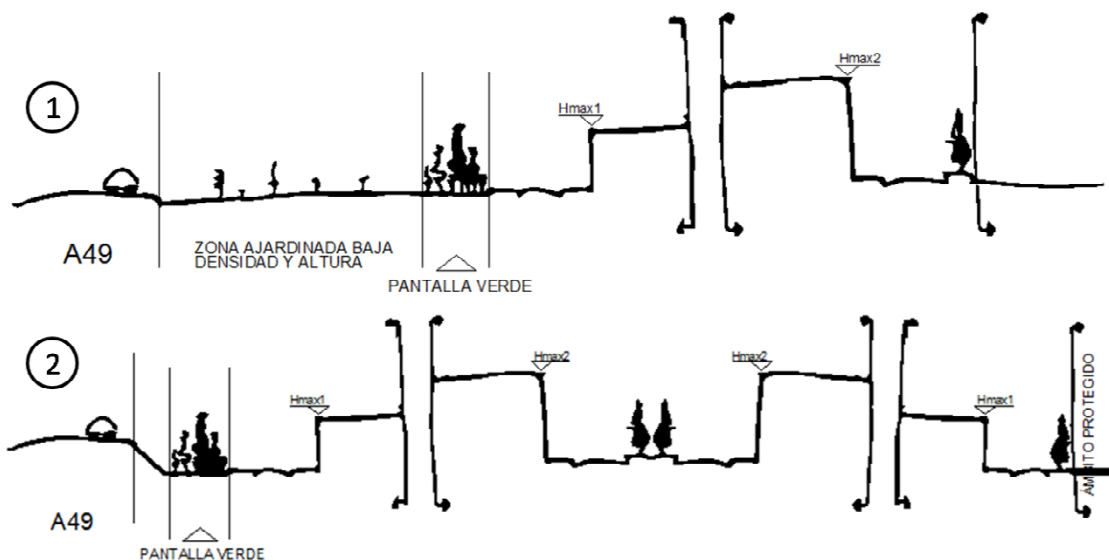 1
Hmax1
Hmax2
A49
ZONA AJARDINADA BAJA
DENSIDAD Y ALTURA
PANTALLA VERDE
2
Hmax1
Hmax2
Hmax2
Hmax1
ÁMBITO PROTEGIDO
A49
PANTALLA VERDE